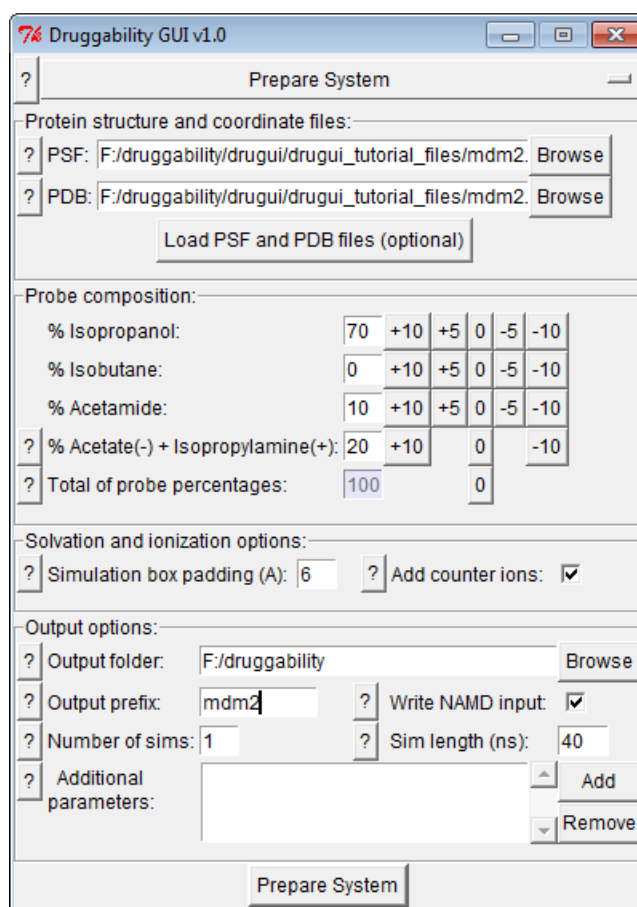 Druggability GUI v1.0
? Prepare System
Protein structure and coordinate files:
? PSF: F:/druggability/drugui/drugui_tutorial_files/mdm2. Browse
? PDB: F:/druggability/drugui/drugui_tutorial_files/mdm2. Browse
Load PSF and PDB files (optional)
Probe composition:
% Isopropanol: 70 +10 +5 0 -5 -10
% Isobutane: 0 +10 +5 0 -5 -10
% Acetamide: 10 +10 +5 0 -5 -10
? % Acetate(-) + Isopropylamine(+): 20 +10 0 -10
? Total of probe percentages: 100 0
Solvation and ionization options:
? Simulation box padding (A): 6 ? Add counter ions:
Output options:
? Output folder: F:/druggability Browse
? Output prefix: mdm2 ? Write NAMD input:
? Number of sims: 1 ? Sim length (ns): 40
? Additional parameters: Add
Remove
Prepare System